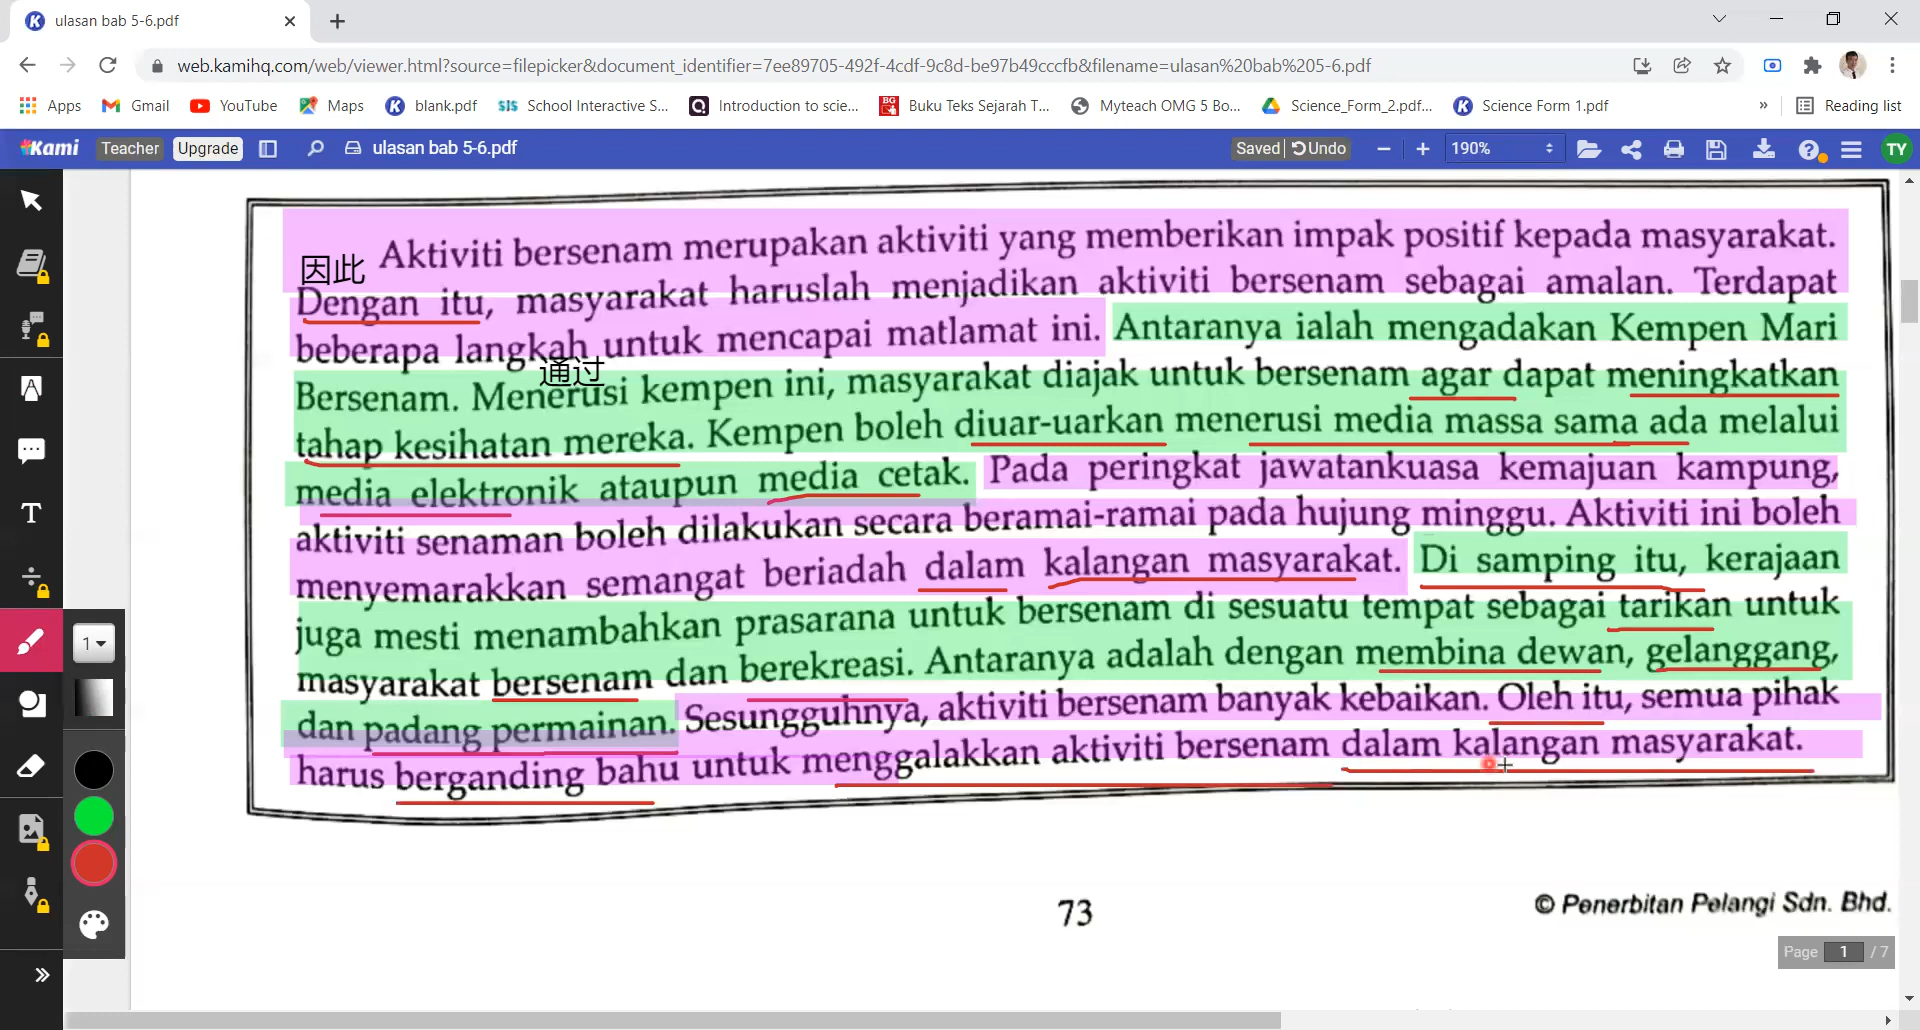 ulasan bab 5-6.pdf
web.kamihq.com/web/viewer.html?source=filepicker&document_identifier=7ee89705-492f-4cdf-9c8d-be97b49cccfb&filename=ulasan%20bab%205-6.pdf
Apps Gmail YouTube Maps blank.pdf SIS School Interactive S... Introduction to scie... BG Buku Teks Sejarah T... Myteach OMG 5 Bo... Science_Form_2.pdf... Science Form 1.pdf » Reading list
Kami Teacher Upgrade ulasan bab 5-6.pdf Saved Undo 190% TY
Aktiviti bersenam merupakan aktiviti yang memberikan impak positif kepada masyarakat.
因此
Dengan itu, masyarakat haruslah menjadikan aktiviti bersenam sebagai amalan. Terdapat
beberapa langkah untuk mencapai matlamat ini. Antaranya ialah mengadakan Kempen Mari
通过
Bersenam. Menerusi kempen ini, masyarakat diajak untuk bersenam agar dapat meningkatkan
tahap kesihatan mereka. Kempen boleh diuar-uarkan menerusi media massa sama ada melalui
media elektronik ataupun media cetak. Pada peringkat jawatankuasa kemajuan kampung,
aktiviti senaman boleh dilakukan secara beramai-ramai pada hujung minggu. Aktiviti ini boleh
menyemarakkan semangat beriadah dalam kalangan masyarakat. Di samping itu, kerajaan
juga mesti menambahkan prasarana untuk bersenam di sesuatu tempat sebagai tarikan untuk
masyarakat bersenam dan berekreasi. Antaranya adalah dengan membina dewan, gelanggang,
dan padang permainan. Sesungguhnya, aktiviti bersenam banyak kebaikan. Oleh itu, semua pihak
harus berganding bahu untuk menggalakkan aktiviti bersenam dalam kalangan masyarakat.
1
73
© Penerbitan Pelangi Sdn. Bhd.
Page 1 / 7